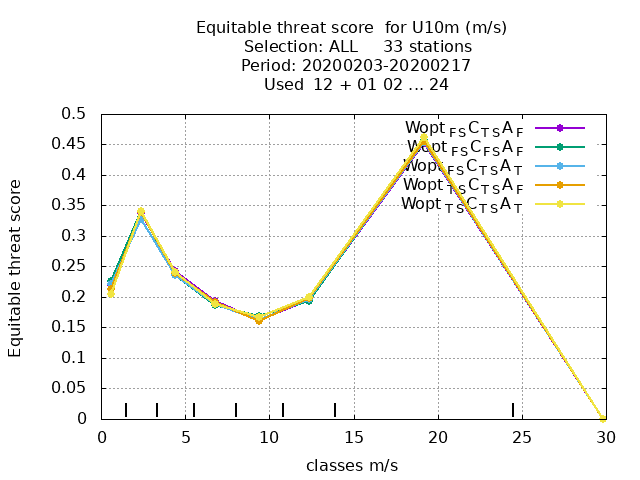 Equitable threat score for U10m (m/s)
Selection: ALL 33 stations
Period: 20200203-20200217
Used 12 + 01 02 ... 24
0.5
0.45
0.4
0.35
0.3
0.25
0.2
0.15
0.1
0.05
0
Equitable threat score
Wopt FS C TS A F
Wopt FS C FS A F
Wopt FS C TS A T
Wopt TS C TS A F
Wopt TS C TS A T
0 5 10 15 20 25 30
classes m/s